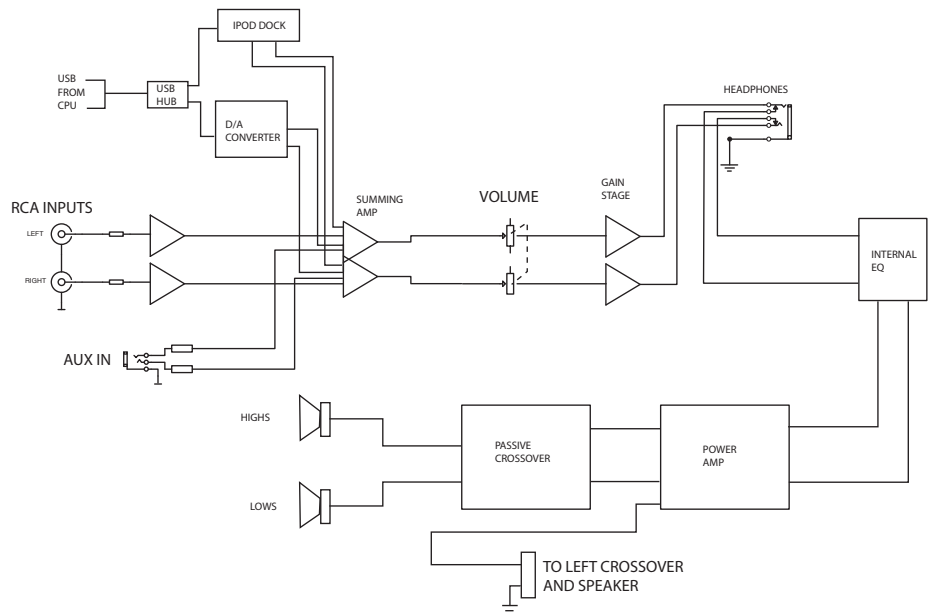 IPOD DOCK
USB
FROM
CPU
USB
HUB
D/A
CONVERTER
HEADPHONES
RCA INPUTS
LEFT
RIGHT
SUMMING
AMP
VOLUME
GAIN
STAGE
INTERNAL
EQ
AUX IN
HIGHS
LOWS
PASSIVE
CROSSOVER
POWER
AMP
TO LEFT CROSSOVER
AND SPEAKER